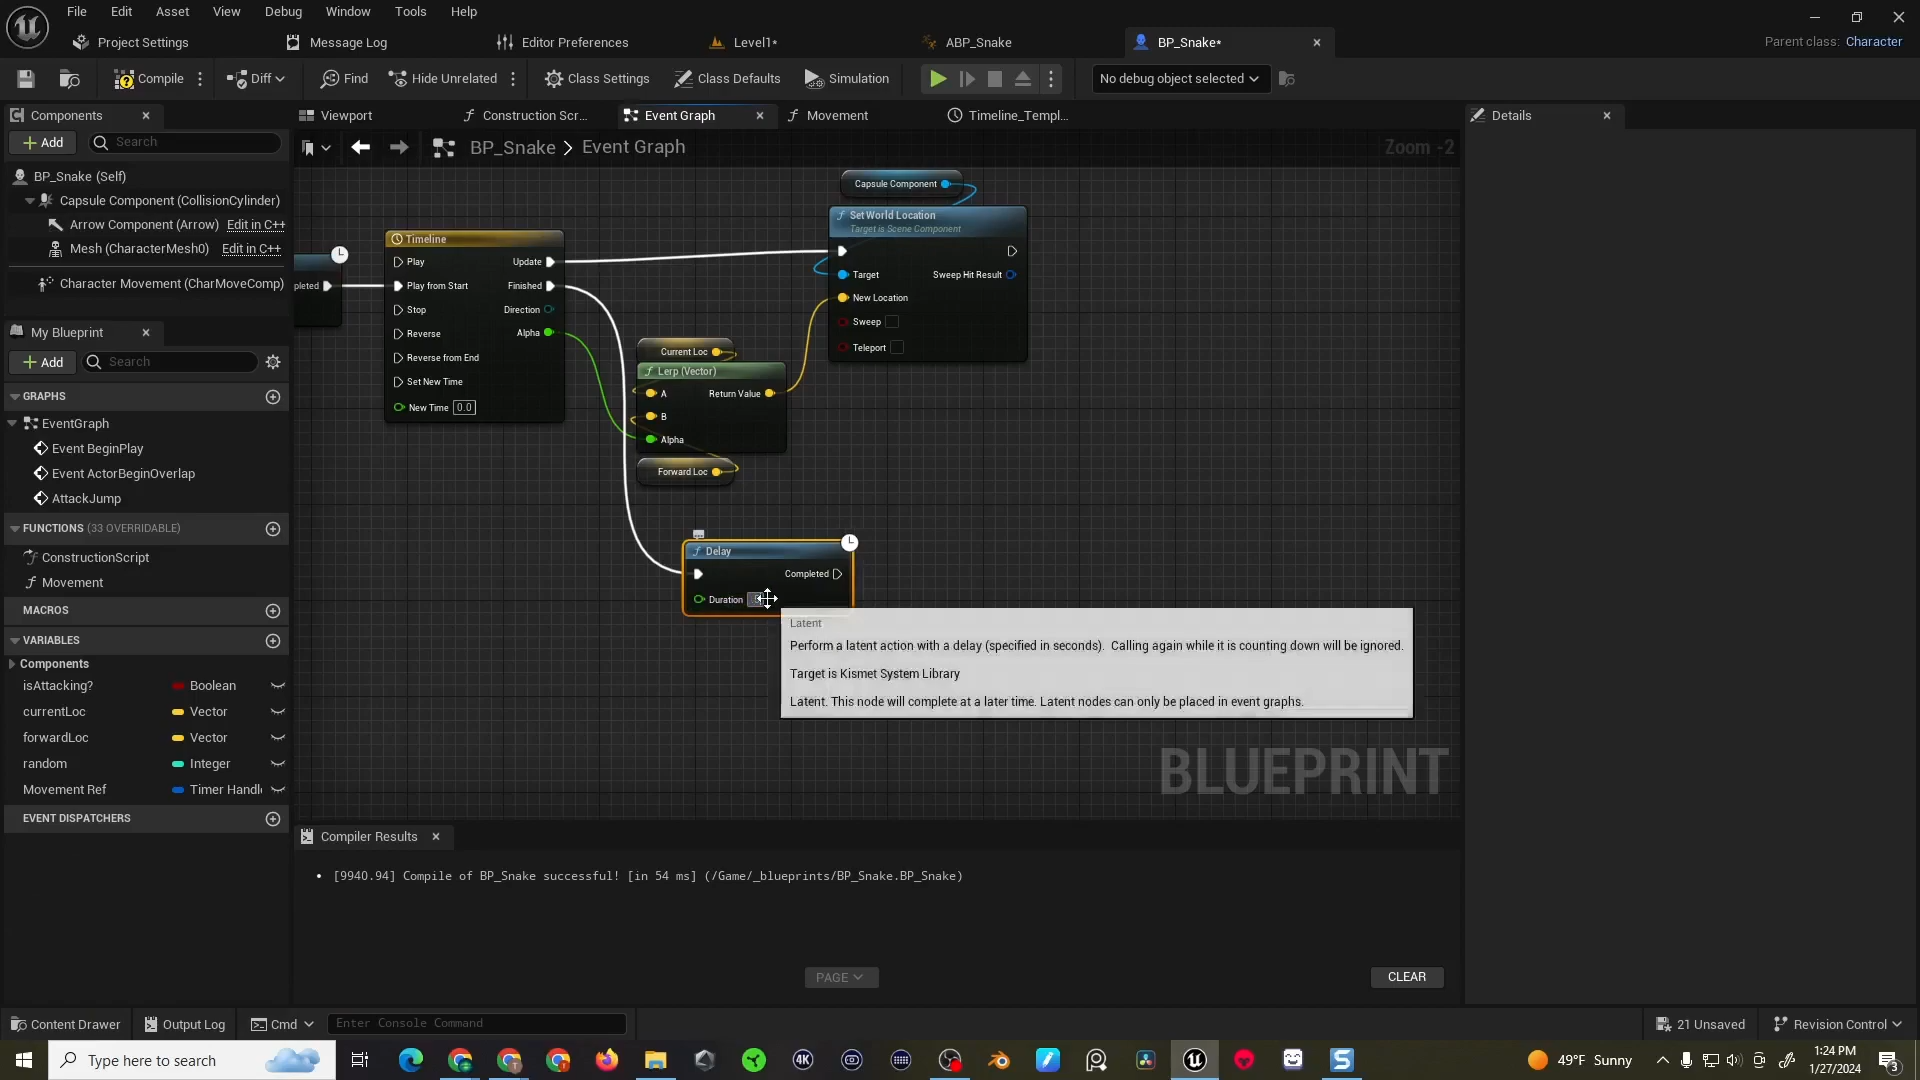 File Edit Asset View Debug Window Tools Help
Project Settings Message Log Editor Preferences Level1* ABP_Snake BP_Snake* Parent class: Character
Compile Diff Find Hide Unrelated Class Settings Class Defaults Simulation No debug object selected
Components
Add Search
BP_Snake (Self)
Capsule Component (CollisionCylinder)
Arrow Component (Arrow) Edit in C++
Mesh (CharacterMesh0) Edit in C++
Character Movement (CharMoveComp)
My Blueprint
Add Search
GRAPHS
EventGraph
Event BeginPlay
Event ActorBeginOverlap
AttackJump
FUNCTIONS (33 OVERRIDABLE)
ConstructionScript
Movement
MACROS
VARIABLES
Components
isAttacking? Boolean
currentLoc Vector
forwardLoc Vector
random Integer
Movement Ref Timer Handl
EVENT DISPATCHERS
Viewport Construction Scr... Event Graph Movement Timeline_Templ...
BP_Snake > Event Graph Zoom -2
pleted
Timeline
Play Update
Play from Start Finished
Stop Direction
Reverse Alpha
Reverse from End
Set New Time
New Time 0.0
Capsule Component
Set World Location
Target is Scene Component
Target Sweep Hit Result
New Location
Sweep
Teleport
Current Loc
Lerp (Vector)
A Return Value
B
Alpha
Forward Loc
Delay
Completed
Duration
Latent
Perform a latent action with a delay (specified in seconds). Calling again while it is counting down will be ignored.
Target is Kismet System Library
Latent. This node will complete at a later time. Latent nodes can only be placed in event graphs.
BLUEPRINT
Details
Compiler Results
[9940.94] Compile of BP_Snake successful! [in 54 ms] (/Game/_blueprints/BP_Snake.BP_Snake)
PAGE CLEAR
Content Drawer Output Log Cmd Enter Console Command 21 Unsaved Revision Control
Type here to search 4K 49°F Sunny
1:24 PM
1/27/2024
3